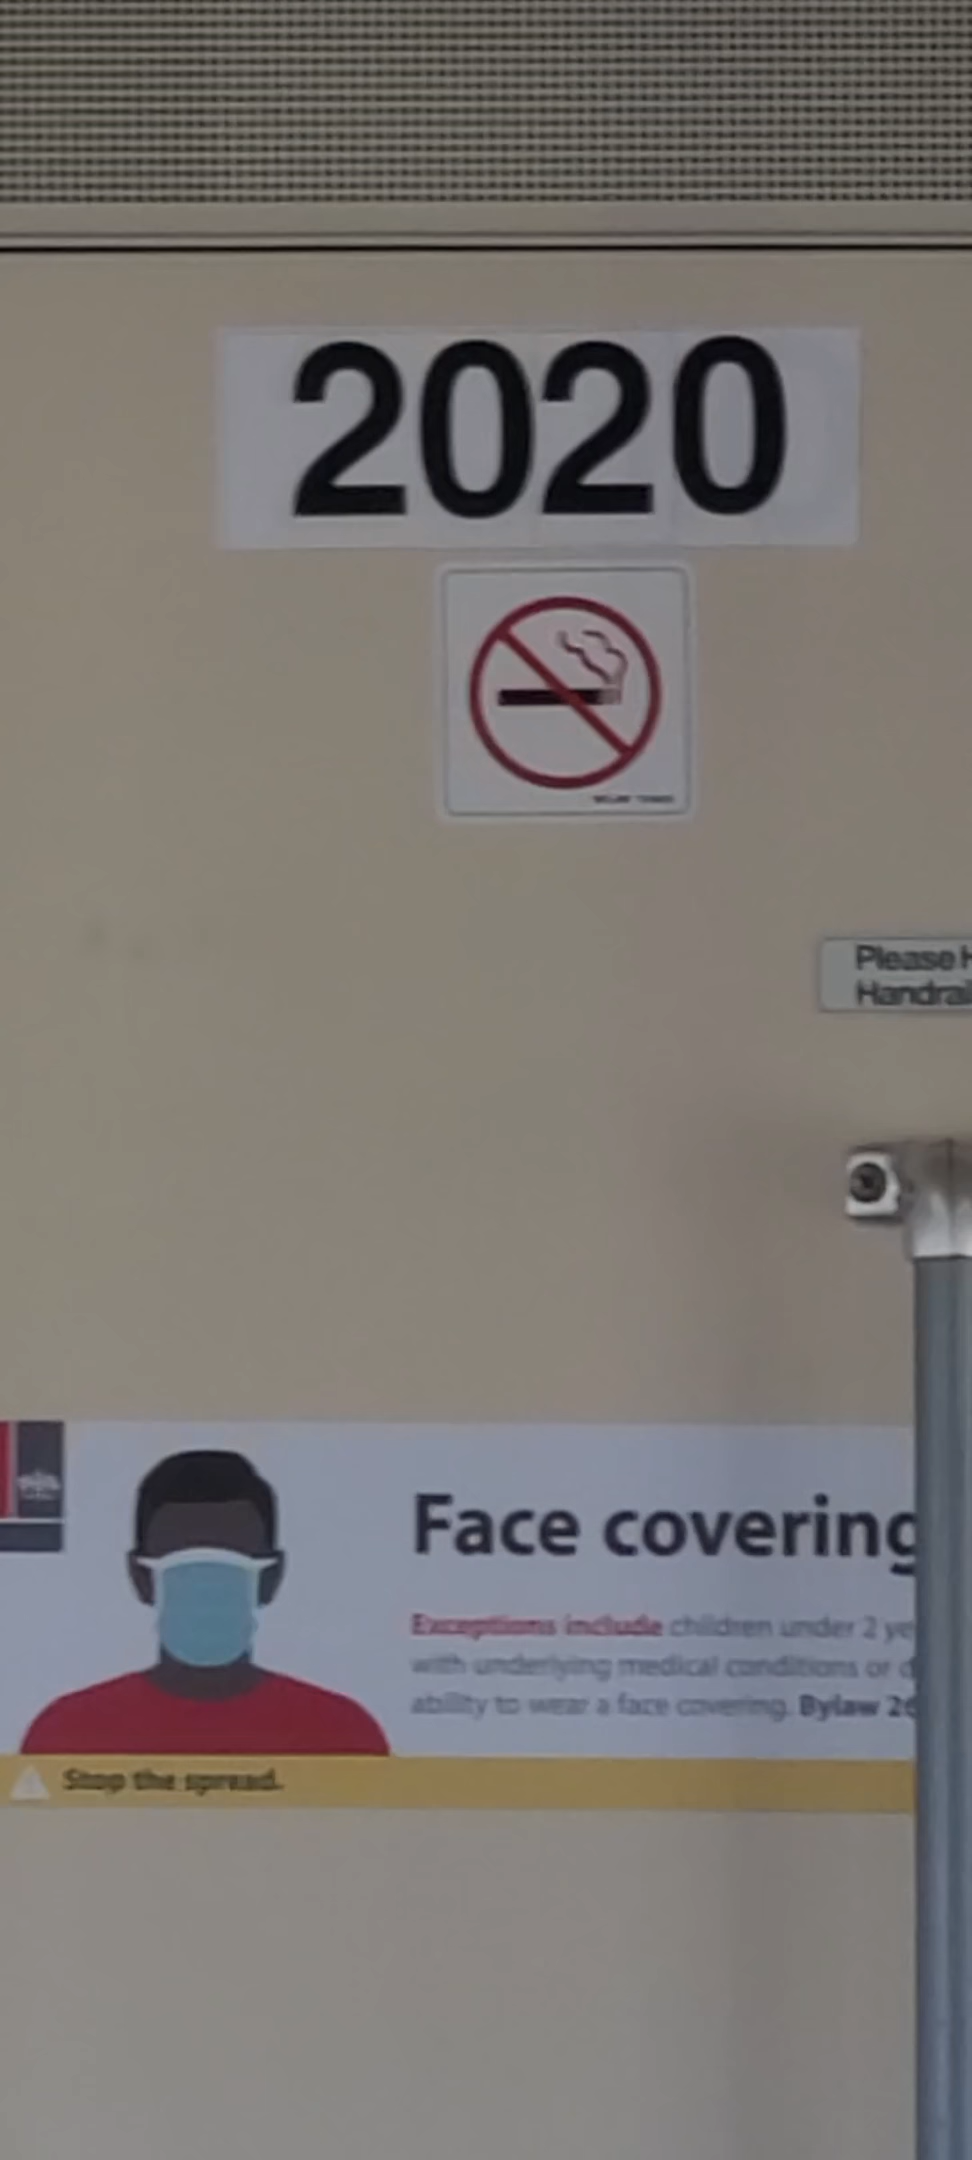 2020
Please H
Handrai
Face covering
Exceptions include children under 2 ye
with underlying medical conditions or d
ability to wear a face covering. Bylaw 26
Stop the spread.